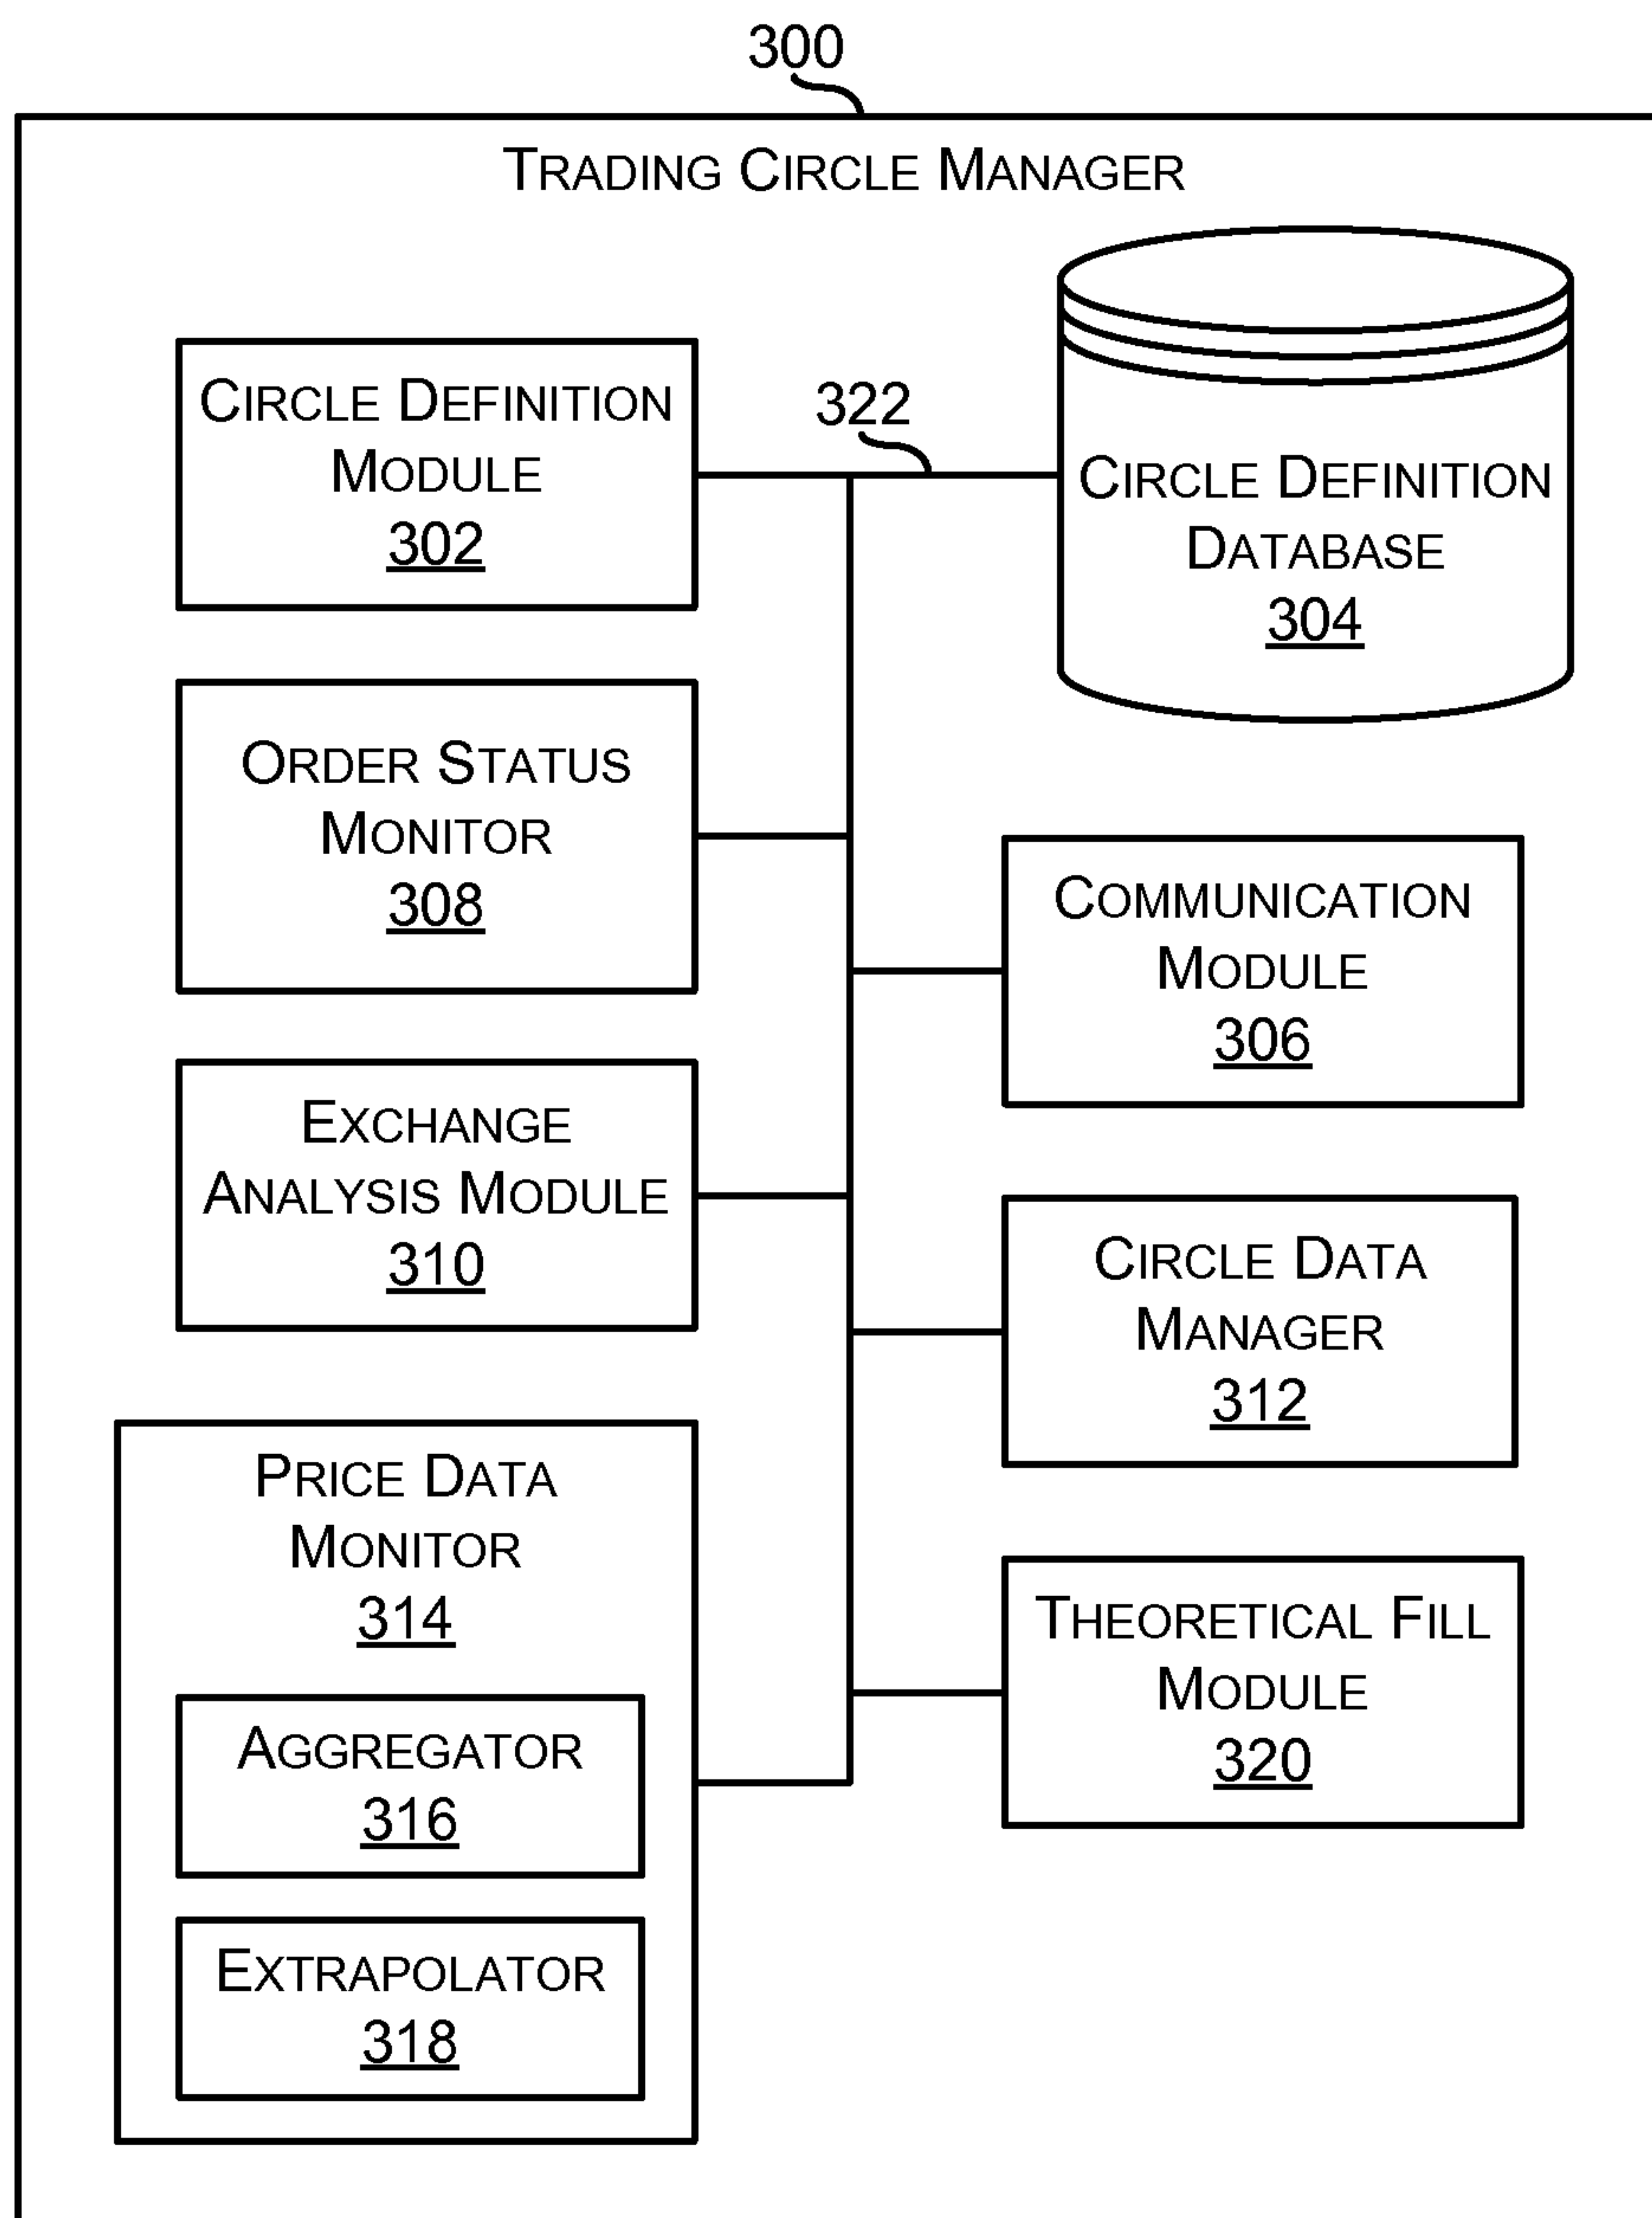 300
TRADING CIRCLE MANAGER
CIRCLE DEFINITION
MODULE
302
322
CIRCLE DEFINITION
DATABASE
304
ORDER STATUS
MONITOR
308
COMMUNICATION
MODULE
306
EXCHANGE
ANALYSIS MODULE
310
CIRCLE DATA
MANAGER
312
PRICE DATA
MONITOR
314
AGGREGATOR
316
EXTRAPOLATOR
318
THEORETICAL FILL
MODULE
320